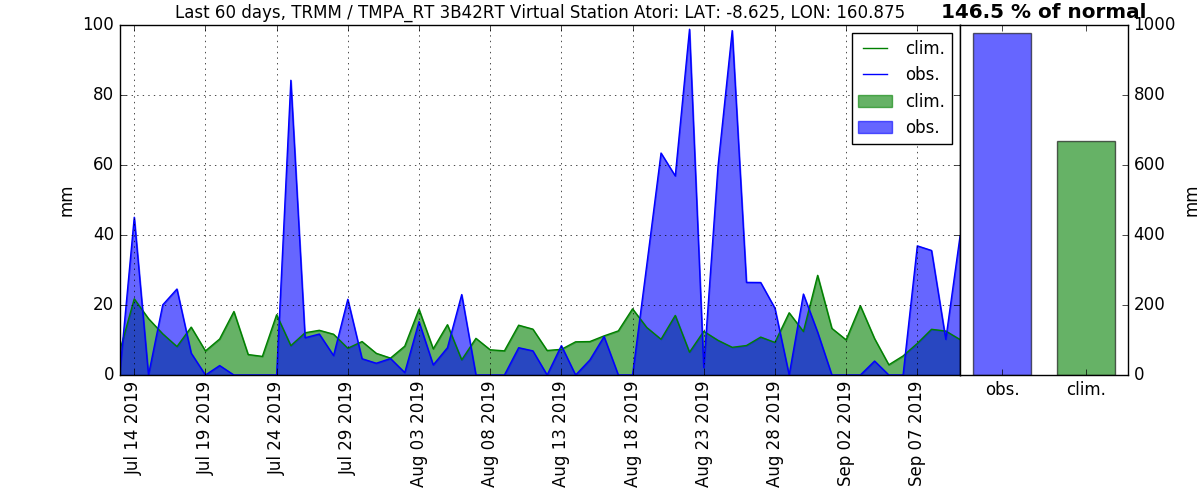 Last 60 days, TRMM / TMPA_RT 3B42RT Virtual Station Atori: LAT: -8.625, LON: 160.875
146.5 % of normal
100
80
60
40
20
0
mm
clim.
obs.
clim.
obs.
1000
800
600
400
200
0
mm
obs.
clim.
Jul 14 2019
Jul 19 2019
Jul 24 2019
Jul 29 2019
Aug 03 2019
Aug 08 2019
Aug 13 2019
Aug 18 2019
Aug 23 2019
Aug 28 2019
Sep 02 2019
Sep 07 2019